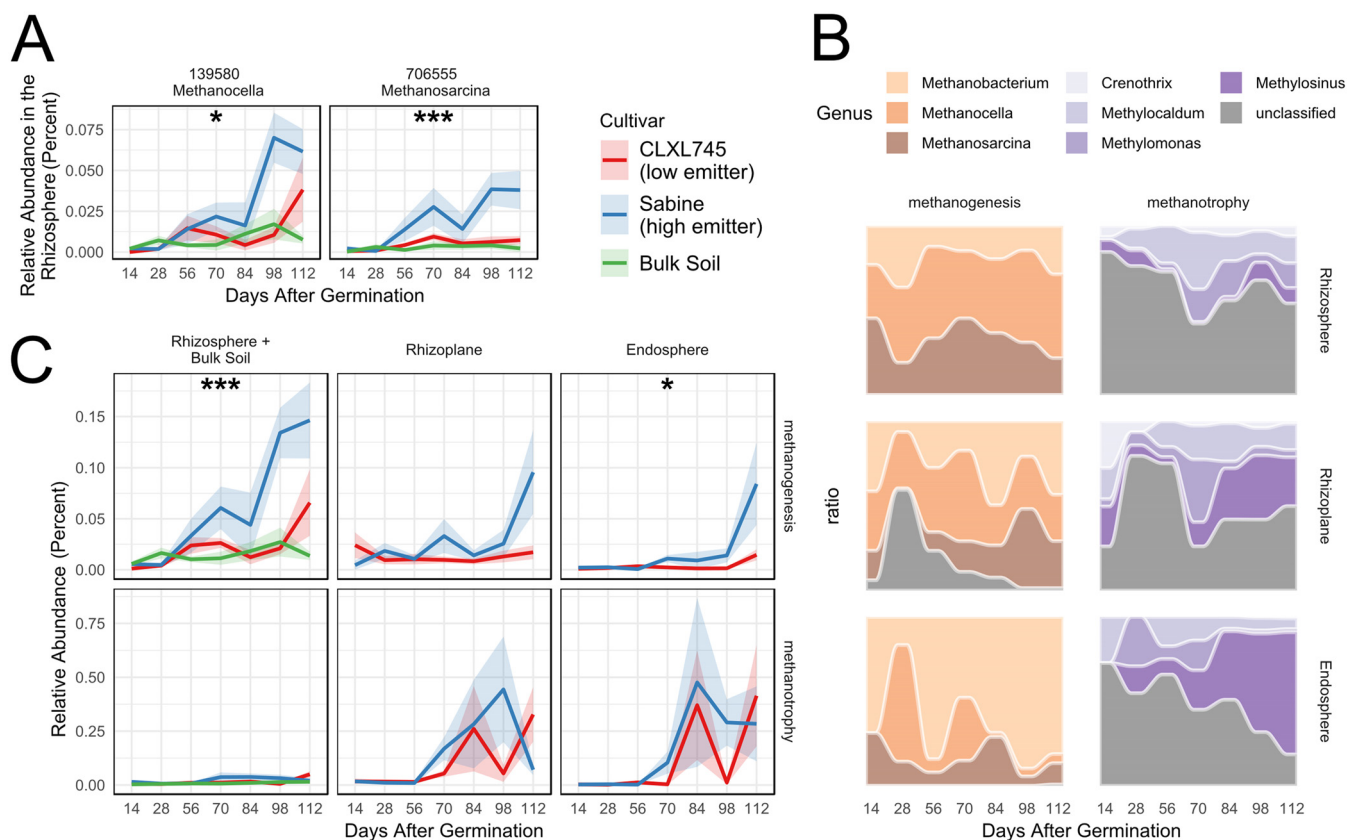 A
139580
Methanocella
706555
Methanosarcina
Relative Abundance in the
Rhizosphere (Percent)
0.075
0.050
0.025
0.000
*
***
14 28 56 70 84 98 112
14 28 56 70 84 98 112
Days After Germination
Cultivar
CLXL745
(low emitter)
Sabine
(high emitter)
Bulk Soil
B
Genus
Methanobacterium
Methanocella
Methanosarcina
Crenothrix
Methylocaldum
Methylomonas
Methylosinus
unclassified
methanogenesis
methanotrophy
Rhizosphere
Rhizoplane
Endosphere
ratio
14 28 56 70 84 98 112
14 28 56 70 84 98 112
Days After Germination
C
Rhizosphere +
Bulk Soil
Rhizoplane
Endosphere
***
*
Relative Abundance (Percent)
0.15
0.10
0.05
0.00
methanogenesis
0.75
0.50
0.25
0.00
methanotrophy
14 28 56 70 84 98 112
14 28 56 70 84 98 112
14 28 56 70 84 98 112
Days After Germination